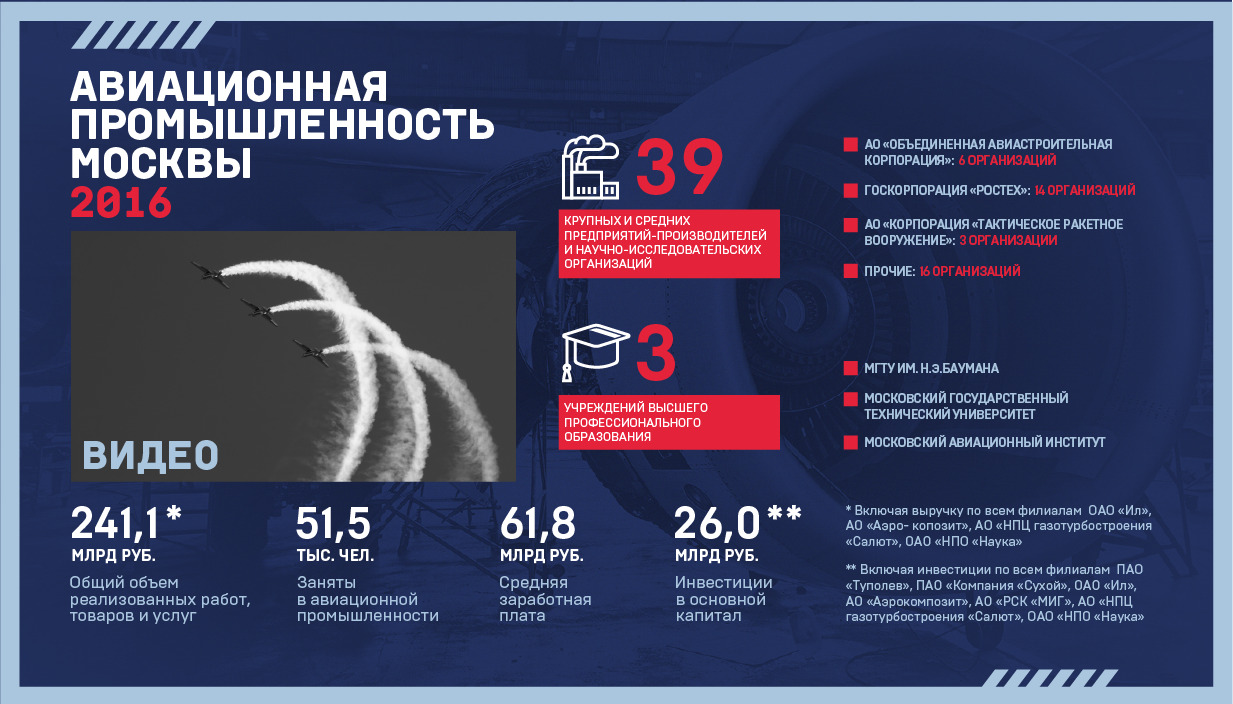 АВИАЦИОННАЯ
ПРОМЫШЛЕННОСТЬ
МОСКВЫ
2016
ВИДЕО
39
КРУПНЫХ И СРЕДНИХ
ПРЕДПРИЯТИЙ-ПРОИЗВОДИТЕЛЕЙ
И НАУЧНО-ИССЛЕДОВАТЕЛЬСКИХ
ОРГАНИЗАЦИЙ
АО «ОБЪЕДИНЕННАЯ АВИАСТРОИТЕЛЬНАЯ
КОРПОРАЦИЯ»: 6 ОРГАНИЗАЦИЙ
ГОСКОРПОРАЦИЯ «РОСТЕХ»: 14 ОРГАНИЗАЦИЙ
АО «КОРПОРАЦИЯ «ТАКТИЧЕСКОЕ РАКЕТНОЕ
ВООРУЖЕНИЕ»: 3 ОРГАНИЗАЦИИ
ПРОЧИЕ: 16 ОРГАНИЗАЦИЙ
3
УЧРЕЖДЕНИЙ ВЫСШЕГО
ПРОФЕССИОНАЛЬНОГО
ОБРАЗОВАНИЯ
МГТУ ИМ. Н.Э.БАУМАНА
МОСКОВСКИЙ ГОСУДАРСТВЕННЫЙ
ТЕХНИЧЕСКИЙ УНИВЕРСИТЕТ
МОСКОВСКИЙ АВИАЦИОННЫЙ ИНСТИТУТ
241,1*
МЛРД РУБ.
Общий объем
реализованных работ,
товаров и услуг
51,5
ТЫС. ЧЕЛ.
Заняты
в авиационной
промышленности
61,8
МЛРД РУБ.
Средняя
заработная
плата
26,0**
МЛРД РУБ.
Инвестиции
в основной
капитал
* Включая выручку по всем филиалам ОАО «Ил»,
АО «Аэро- копозит», АО «НПЦ газотурбостроения
«Салют», ОАО «НПО «Наука»
** Включая инвестиции по всем филиалам ПАО
«Туполев», ПАО «Компания «Сухой», ОАО «Ил»,
АО «Аэрокомпозит», АО «РСК «МИГ», АО «НПЦ
газотурбостроения «Салют», ОАО «НПО «Наука»